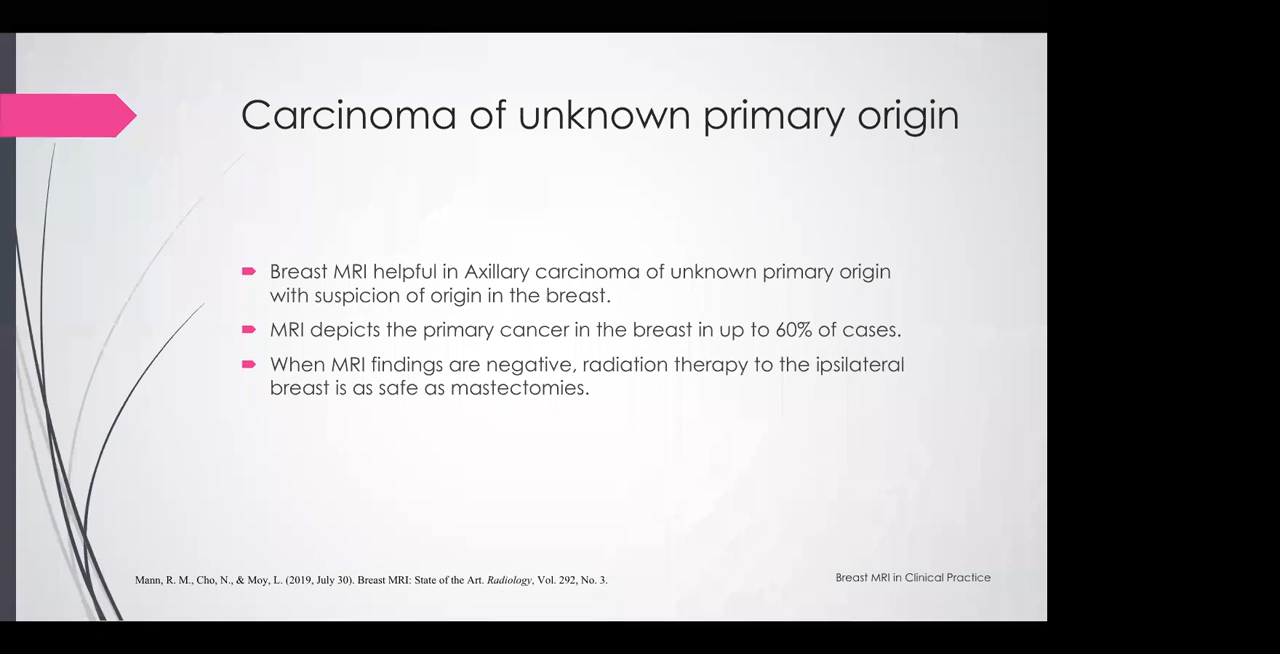 Carcinoma of unknown primary origin
Breast MRI helpful in Axillary carcinoma of unknown primary origin
with suspicion of origin in the breast.
MRI depicts the primary cancer in the breast in up to 60% of cases.
When MRI findings are negative, radiation therapy to the ipsilateral
breast is as safe as mastectomies.
Mann, R. M., Cho, N., & Moy, L. (2019, July 30). Breast MRI: State of the Art. Radiology, Vol. 292, No. 3.
Breast MRI in Clinical Practice